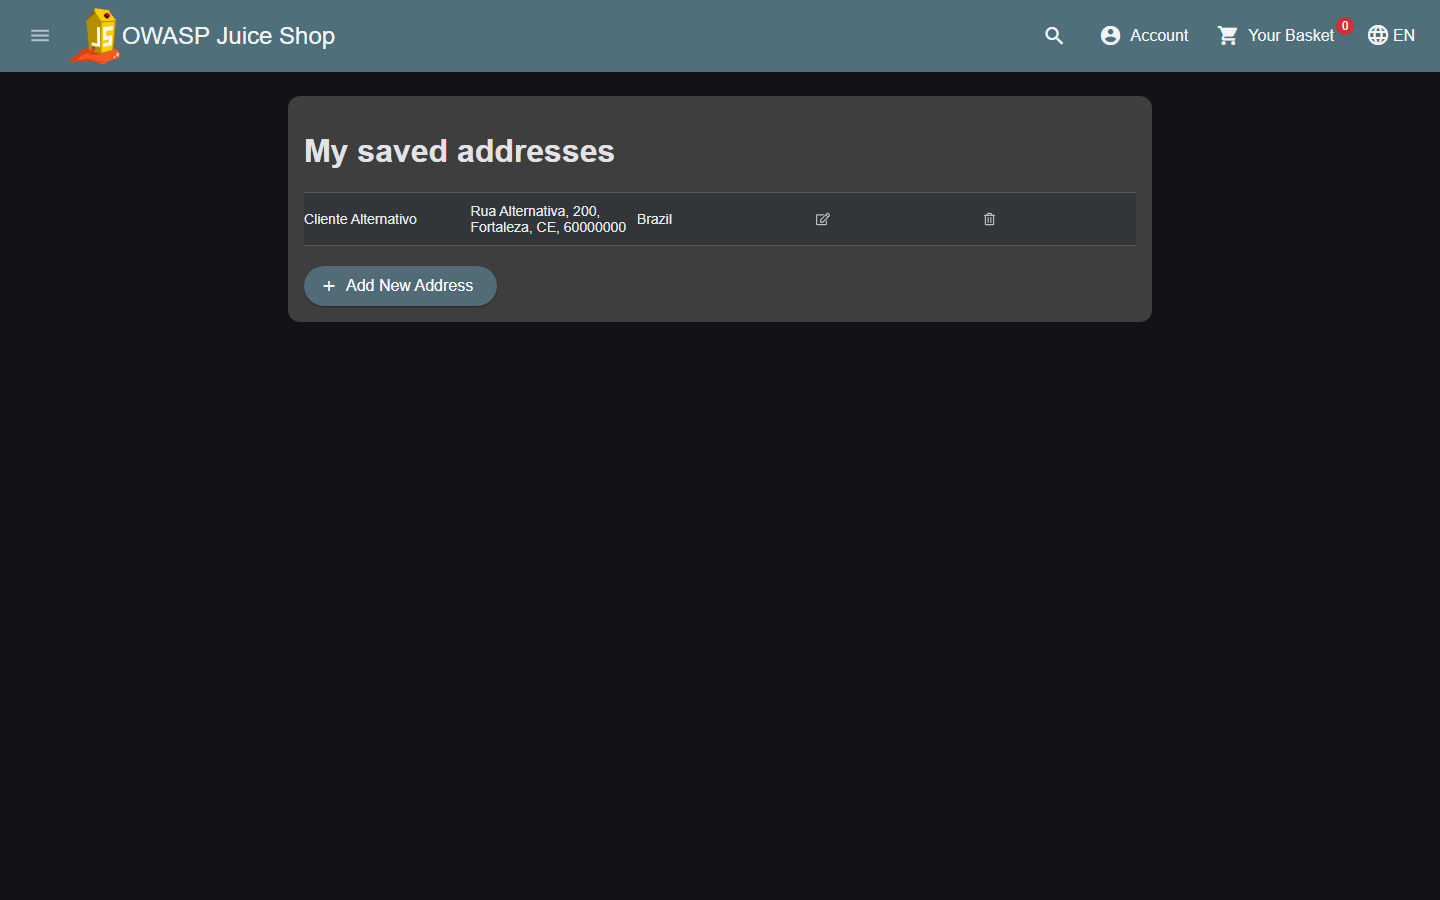 OWASP Juice Shop
Account
Your Basket
0
EN
My saved addresses
Cliente Alternativo
Rua Alternativa, 200,
Fortaleza, CE, 60000000
Brazil
Add New Address